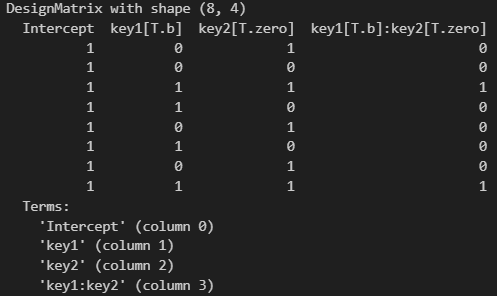 DesignMatrix with shape (8, 4)
Intercept key1[T.b] key2[T.zero] key1[T.b]:key2[T.zero]
1 0 1 0
1 0 0 0
1 1 1 1
1 1 0 0
1 0 1 0
1 1 0 0
1 0 1 0
1 1 1 1
Terms:
'Intercept' (column 0)
'key1' (column 1)
'key2' (column 2)
'key1:key2' (column 3)